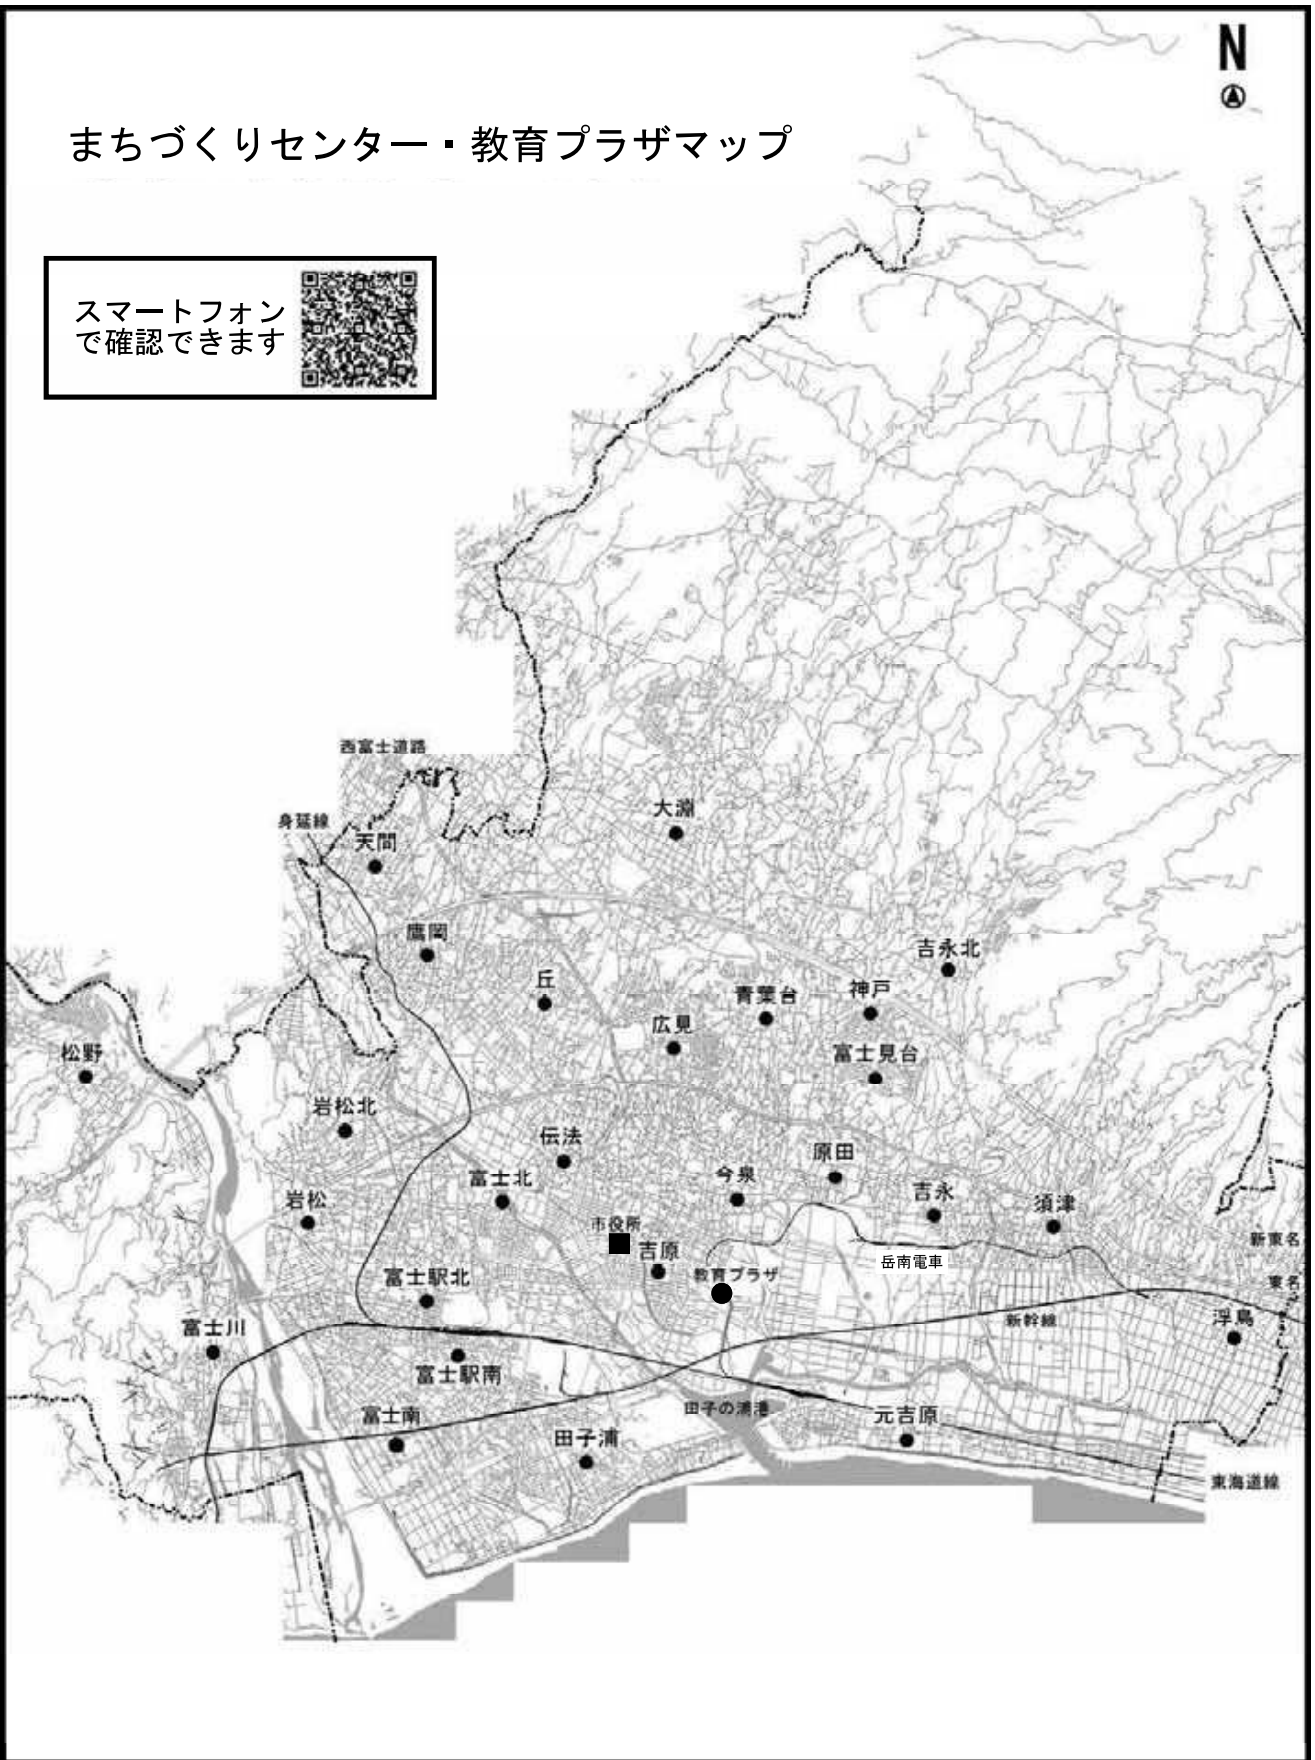 N
まちづくりセンター・教育プラザマップ
スマートフォン
で確認できます
西富士道路
大淵
身延線
天間
鷹岡
吉永北
丘
青葉台
神戸
広見
富士見台
松野
岩松北
伝法
原田
富士北
今泉
吉永
岩松
須津
市役所
吉原
新東名
岳南電車
教育プラザ
富士駅北
東名
新幹線
浮島
富士川
富士駅南
田子の浦港
富士南
元吉原
田子浦
東海道線